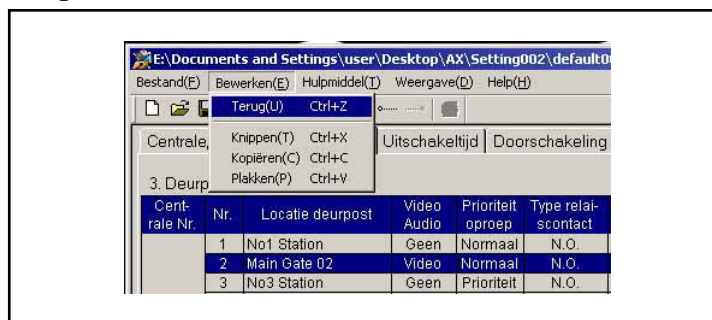 E:\Documents and Settings\user\Desktop\AX\Setting002\default0
Bestand(F) Bewerken(E) Hulpmiddel(T) Weergave(D) Help(H)
Terug(U) Ctrl+Z
Knippen(T) Ctrl+X
Kopiëren(C) Ctrl+C
Plakken(P) Ctrl+V
Centrale, Uitschakeltijd Doorschakeling
3. Deurp
Cent-
rale Nr. Nr. Locatie deurpost Video
Audio Prioriteit
oproep Type relai-
scontact
1 No1 Station Geen Normaal N.O.
2 Main Gate 02 Video Normaal N.O.
3 No3 Station Geen Prioriteit N.O.